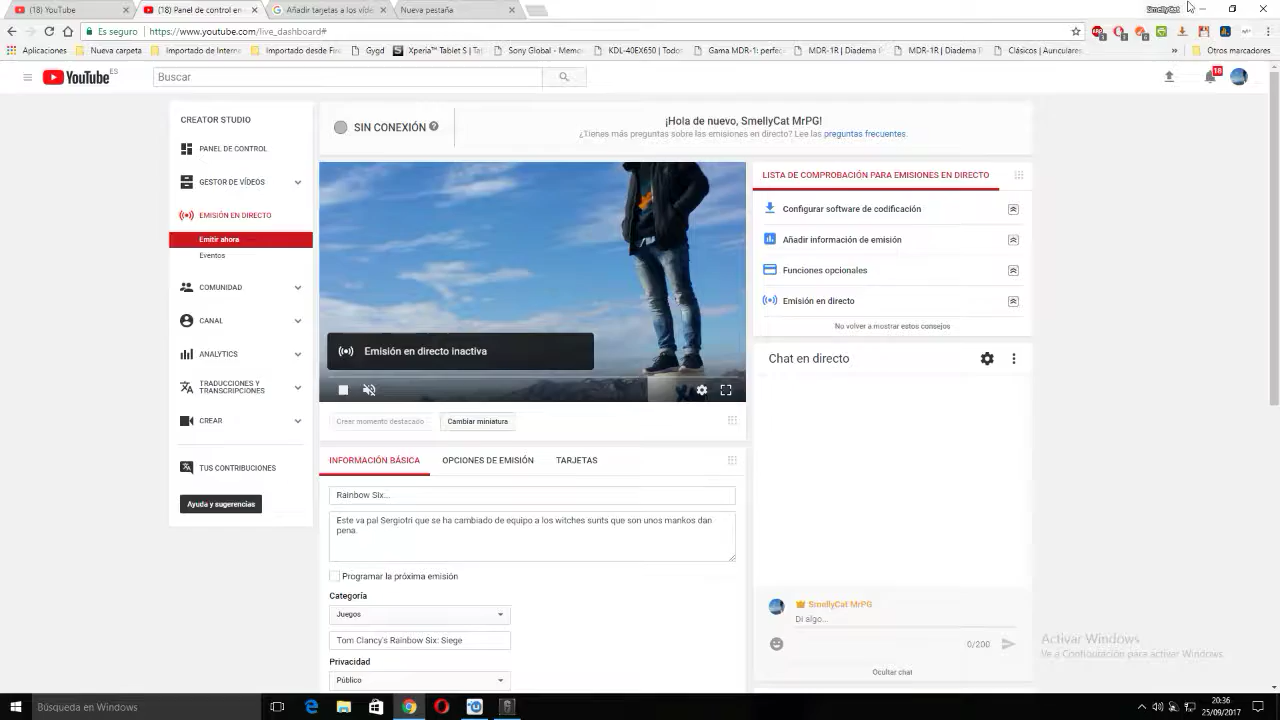 (18) YouTube
(18) Panel de control en
Añadir tarjetas a los víde
Nueva pestaña
SmellyCat
Es seguro
https://www.youtube.com/live_dashboard#
Aplicaciones
Nueva carpeta
Importado de Interne
Importado desde Firef
Gygql
Xperia™ Tablet S | Tab
Sony Global - Memor
KDL-40EX650 | Todo l
Gama MDR-1: perfec
MDR-1R | Diadema | I
MDR-1R | Diadema |
Clásicos | Auriculares
Otros marcadores
YouTube ES
Buscar
18
CREATOR STUDIO
PANEL DE CONTROL
GESTOR DE VÍDEOS
EMISIÓN EN DIRECTO
Emitir ahora
Eventos
COMUNIDAD
CANAL
ANALYTICS
TRADUCCIONES Y
TRANSCRIPCIONES
CREAR
TUS CONTRIBUCIONES
Ayuda y sugerencias
SIN CONEXIÓN
¡Hola de nuevo, SmellyCat MrPG!
¿Tienes más preguntas sobre las emisiones en directo? Lee las preguntas frecuentes.
Emisión en directo inactiva
Crear momento destacado
Cambiar miniatura
INFORMACIÓN BÁSICA
OPCIONES DE EMISIÓN
TARJETAS
Rainbow Six...
Este va pal Sergiotri que se ha cambiado de equipo a los witches sunts que son unos mankos dan
pena.
Programar la próxima emisión
Categoría
Juegos
Tom Clancy's Rainbow Six: Siege
Privacidad
Público
LISTA DE COMPROBACIÓN PARA EMISIONES EN DIRECTO
Configurar software de codificación
Añadir información de emisión
Funciones opcionales
Emisión en directo
No volver a mostrar estos consejos
Chat en directo
SmellyCat MrPG
Di algo...
0/200
Ocultar chat
Activar Windows
Ve a Configuración para activar Windows.
Búsqueda en Windows
20:36
25/09/2017